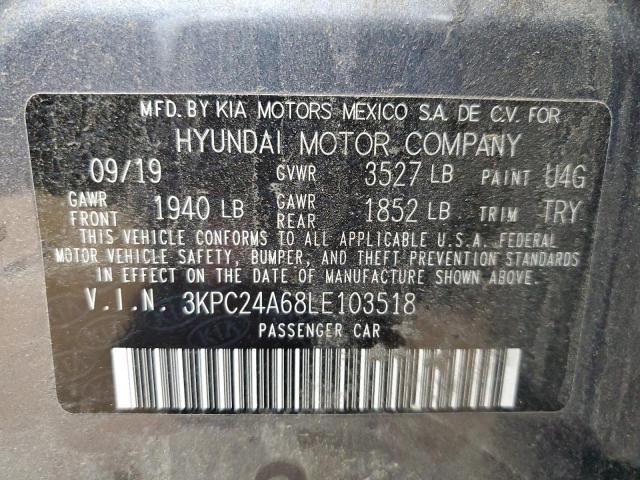 MFD. BY KIA MOTORS MEXICO S.A. DE C.V. FOR
HYUNDAI MOTOR COMPANY
09/19 GVWR 3527 LB PAINT U4G
GAWR FRONT 1940 LB GAWR REAR 1852 LB TRIM TRY
THIS VEHICLE CONFORMS TO ALL APPLICABLE U.S.A. FEDERAL
MOTOR VEHICLE SAFETY, BUMPER, AND THEFT PREVENTION STANDARDS
IN EFFECT ON THE DATE OF MANUFACTURE SHOWN ABOVE.
V.I.N. 3KPC24A68LE103518
PASSENGER CAR